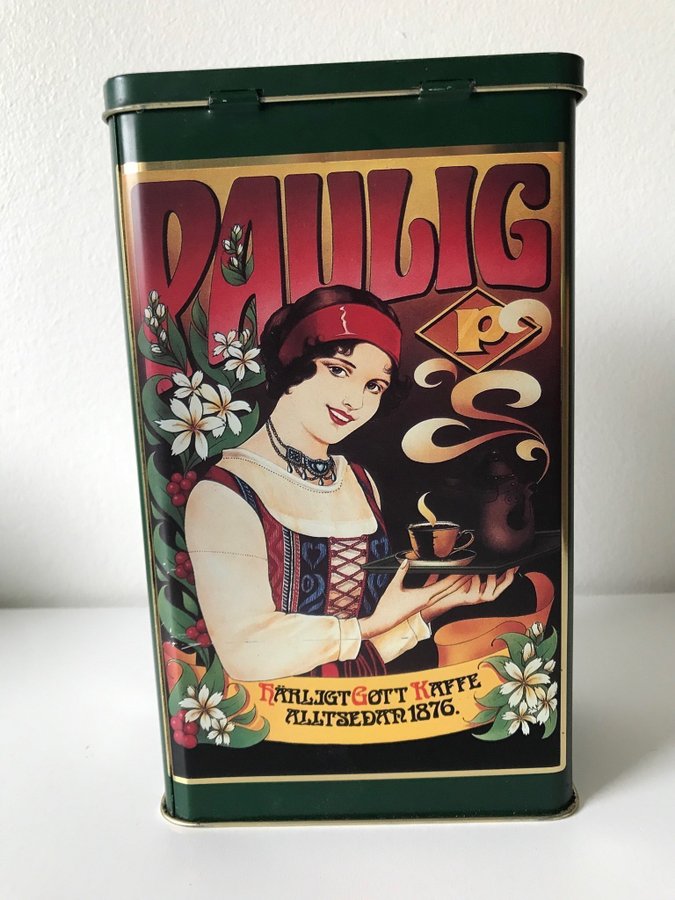 PAULIG
P
HÄRLIGT GOTT KAFFE
ALLTSEDAN 1876.